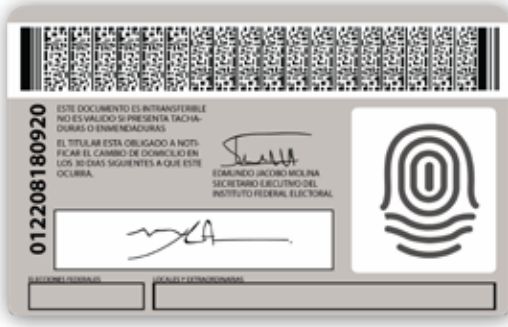 012208180920
ESTE DOCUMENTO ES INTRANSFERIBLE
NO ES VALIDO SI PRESENTA TACHA-
DURAS O ENMENDADURAS
EL TITULAR ESTA OBLIGADO A NOTI-
FICAR EL CAMBIO DE DOMICILIO EN
LOS 30 DIAS SIGUIENTES A QUE ESTE
OCURRA.
EDMUNDO JACOBO MOLINA
SECRETARIO EJECUTIVO DEL
INSTITUTO FEDERAL ELECTORAL
ELECCIONES FEDERALES
LOCALES Y EXTRAORDINARIAS